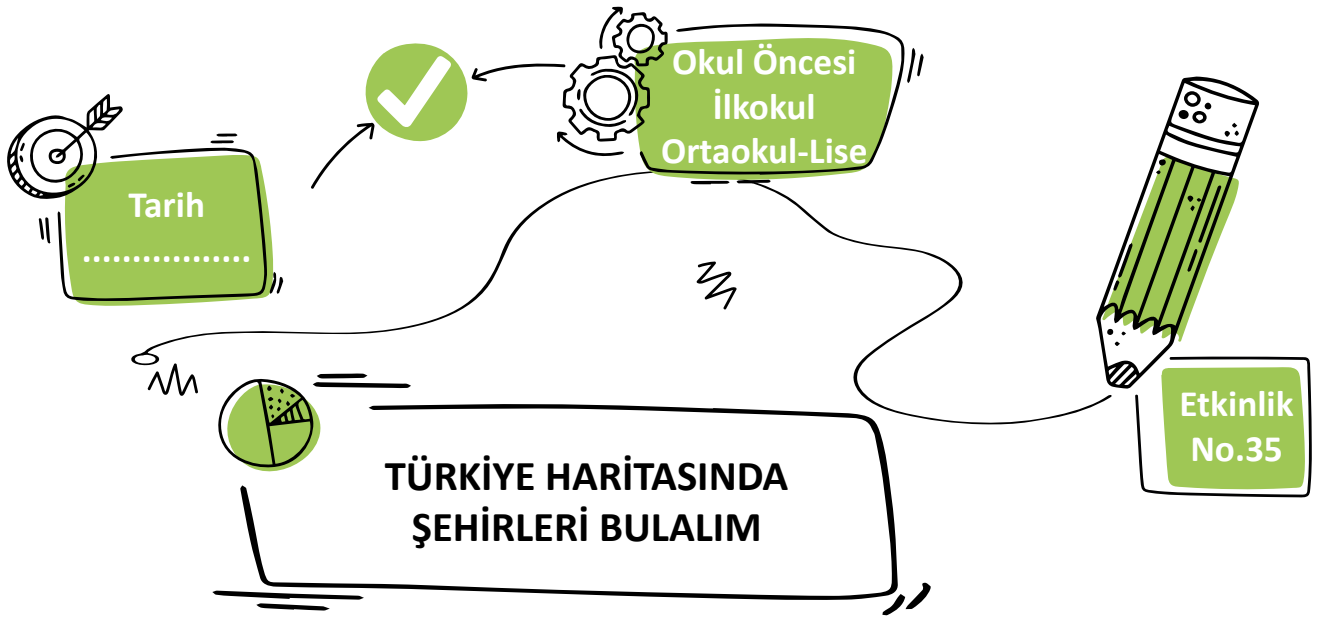 Okul Öncesi
İlkokul
Ortaokul-Lise
Tarih
.................
Etkinlik
No.35
TÜRKİYE HARİTASINDA
ŞEHİRLERİ BULALIM